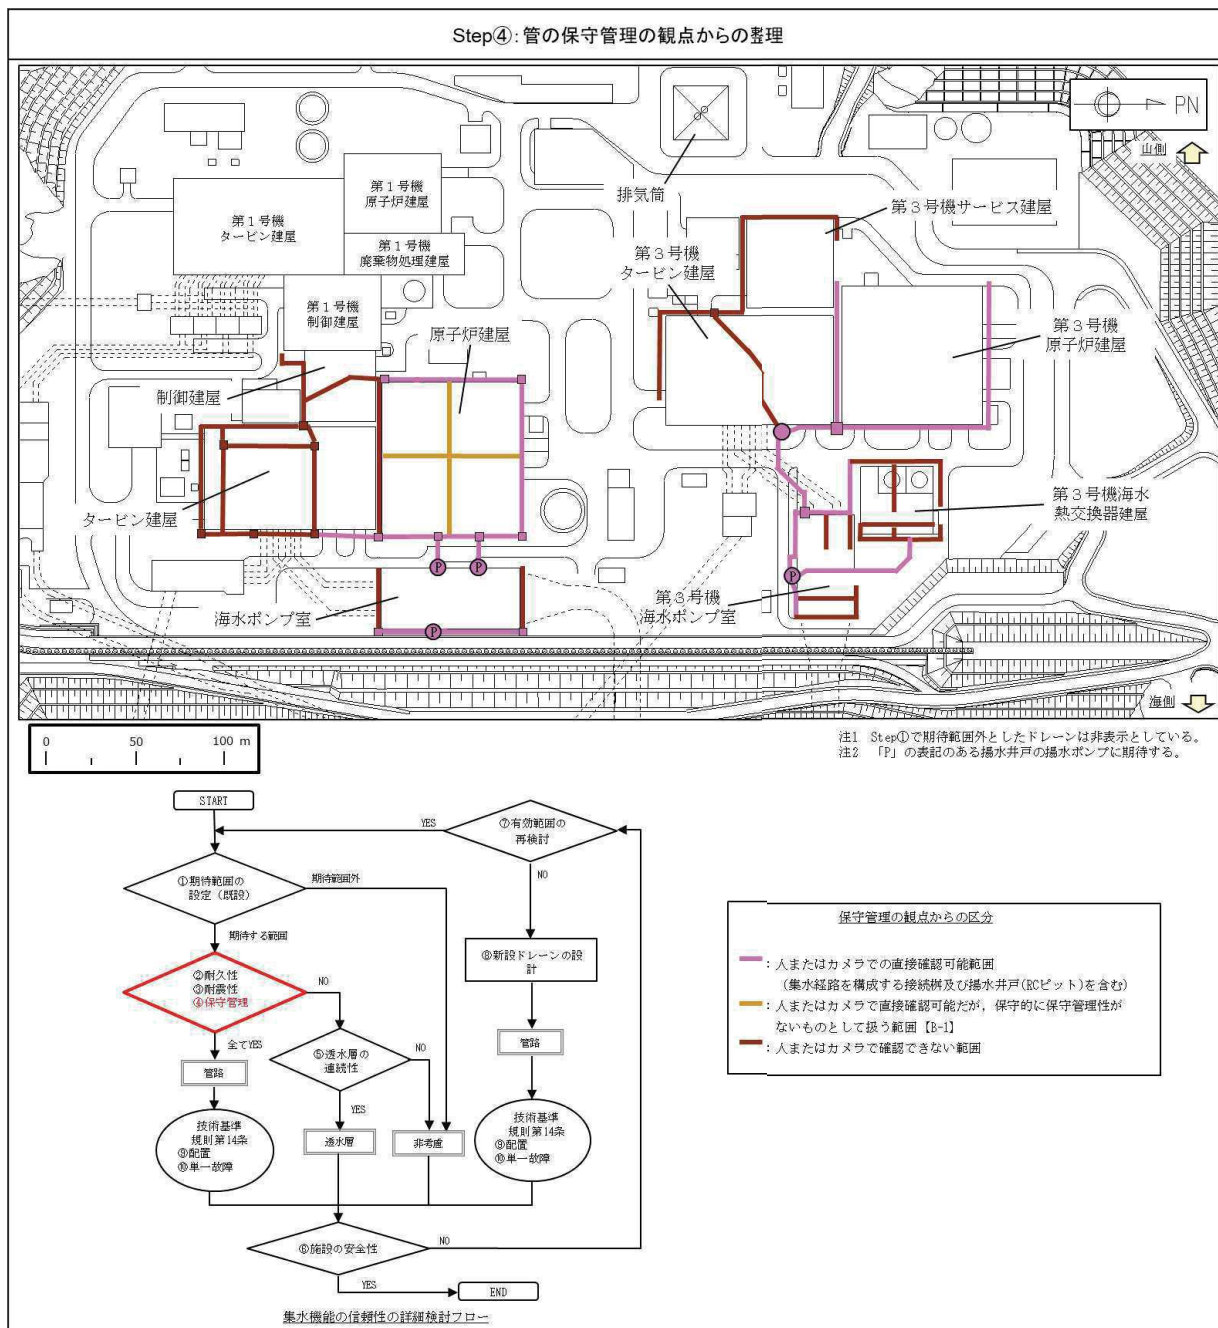 Step④:管の保守管理の観点からの整理
PN
山側
排気筒
第1号機
原子炉建屋
第1号機
タービン建屋
第1号機
廃棄物処理建屋
第1号機
制御建屋
原子炉建屋
制御建屋
タービン建屋
海水ポンプ室
第3号機サービス建屋
第3号機
タービン建屋
第3号機
原子炉建屋
第3号機海水
熱交換器建屋
第3号機
海水ポンプ室
P
P
P
P
海側
0 50 100 m
注1 Step①で期待範囲外としたドレーンは非表示としている。
注2 「P」の表記のある揚水井戸の揚水ポンプに期待する。
START
YES
⑦有効範囲の
再検討
NO
①期待範囲の
設定(既設)
期待範囲外
期待する範囲
②耐久性
③耐震性
④保守管理
NO
全てYES
管路
⑤透水層の
連続性
NO
YES
技術基準
規則第14条
⑨配置
⑩単一故障
透水層
非考慮
⑧新設ドレーンの設
計
管路
技術基準
規則第14条
⑨配置
⑩単一故障
⑥施設の安全性
NO
YES
END
集水機能の信頼性の詳細検討フロー
保守管理の観点からの区分
:人またはカメラでの直接確認可能範囲
(集水経路を構成する接続桝及び揚水井戸(RCピット)を含む)
:人またはカメラで直接確認可能だが,保守的に保守管理性が
ないものとして扱う範囲【B-1】
:人またはカメラで確認できない範囲